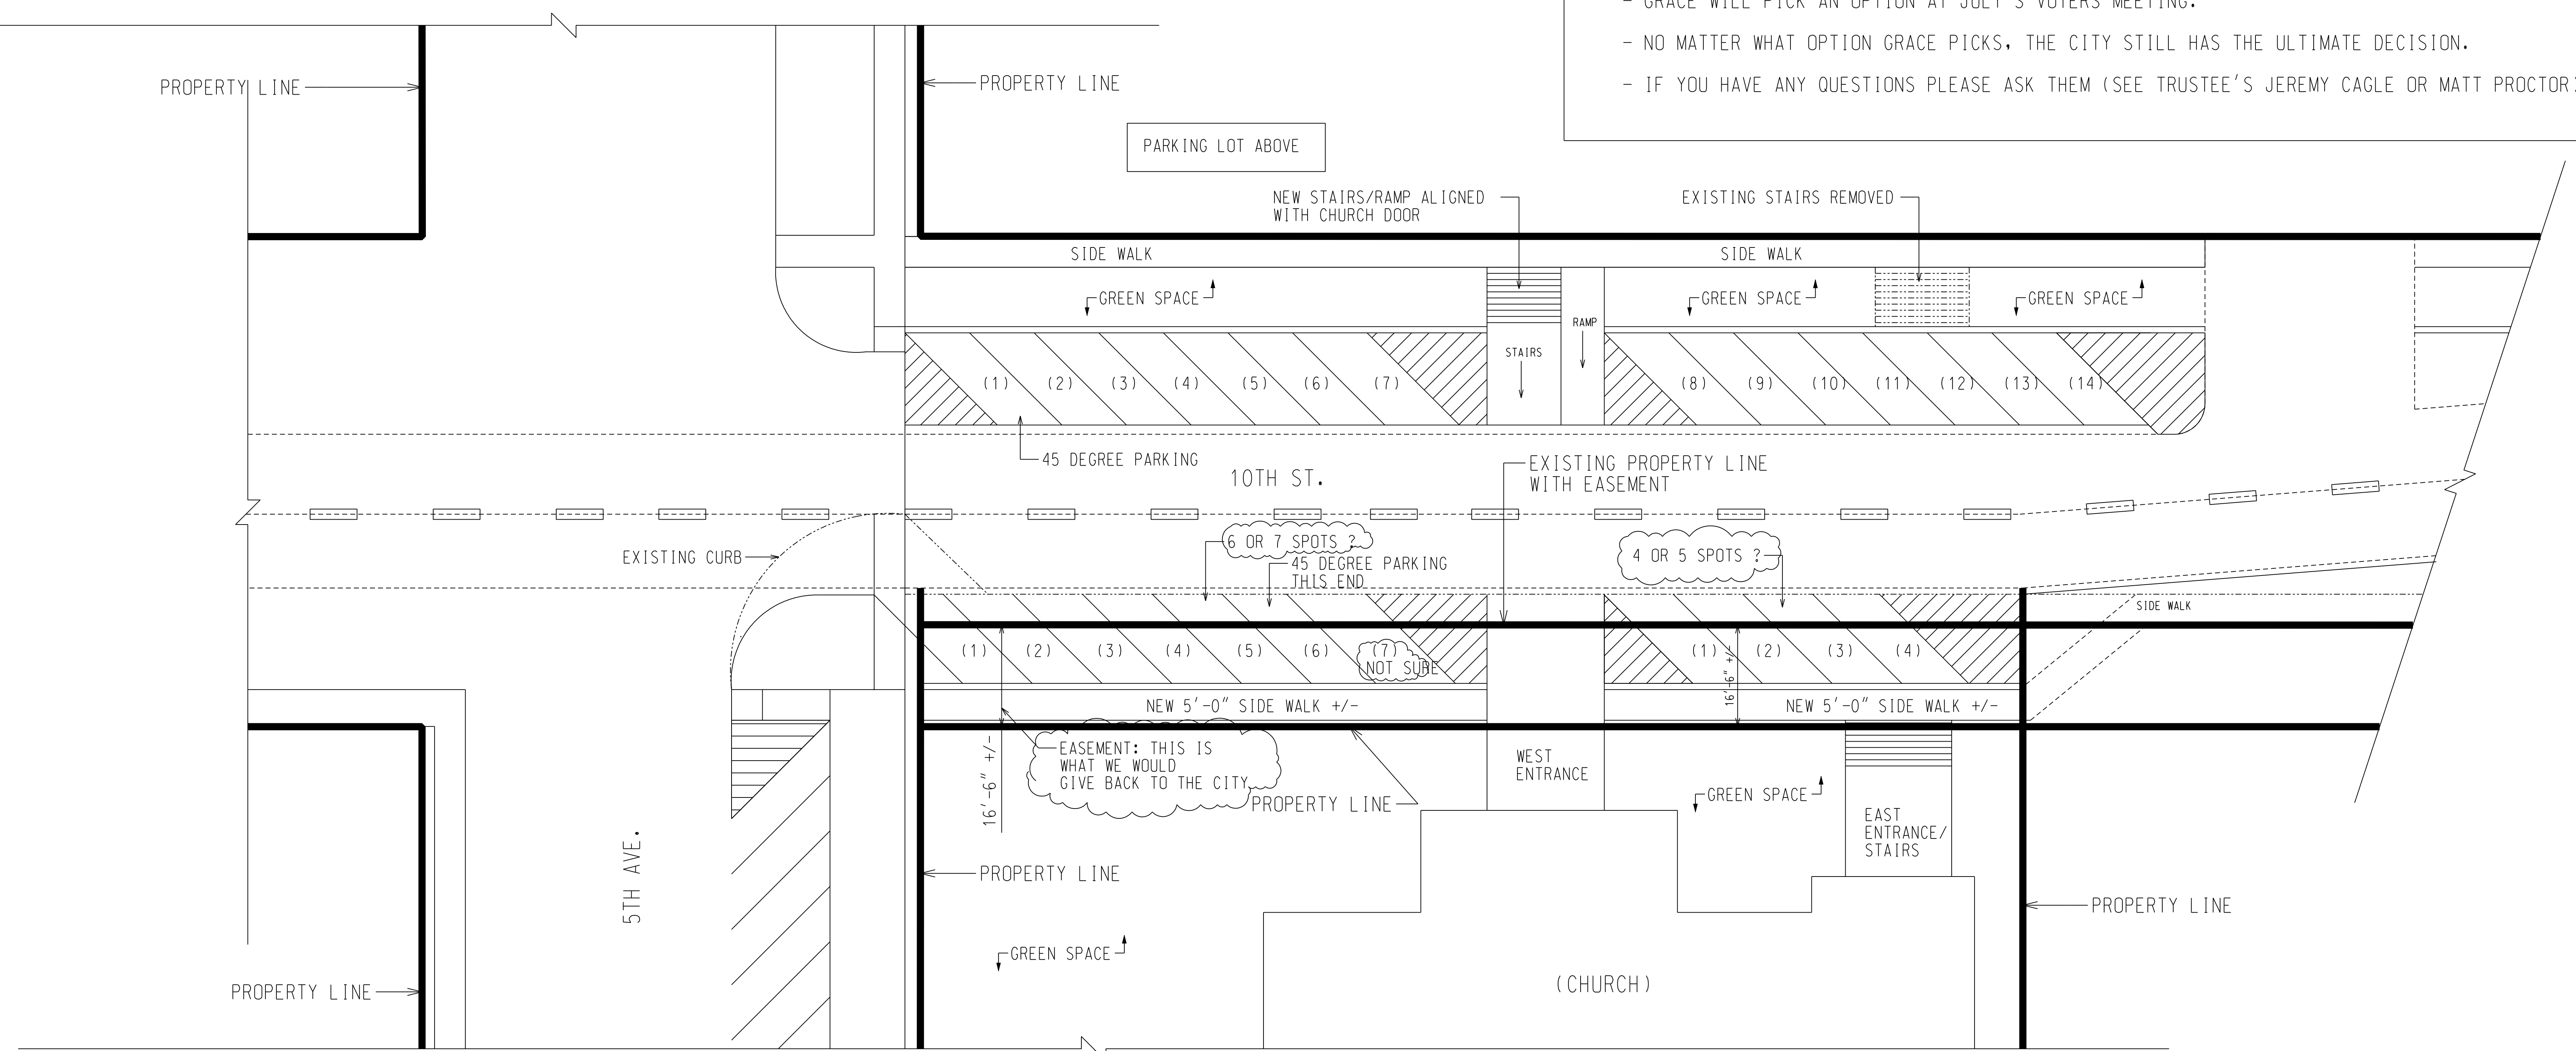 - GRACE WILL PICK AN OPTION AT JULY'S VOTERS MEETING.
- NO MATTER WHAT OPTION GRACE PICKS, THE CITY STILL HAS THE ULTIMATE DECISION.
- IF YOU HAVE ANY QUESTIONS PLEASE ASK THEM (SEE TRUSTEE'S JEREMY CAGLE OR MATT PROCTOR)
PROPERTY LINE
PROPERTY LINE
PARKING LOT ABOVE
NEW STAIRS/RAMP ALIGNED
WITH CHURCH DOOR
EXISTING STAIRS REMOVED
SIDE WALK
SIDE WALK
GREEN SPACE
GREEN SPACE
GREEN SPACE
RAMP
STAIRS
(1) (2) (3) (4) (5) (6) (7)
(8) (9) (10) (11) (12) (13) (14)
45 DEGREE PARKING
10TH ST.
EXISTING PROPERTY LINE
WITH EASEMENT
EXISTING CURB
6 OR 7 SPOTS ?
45 DEGREE PARKING
THIS END
4 OR 5 SPOTS ?
SIDE WALK
(1) (2) (3) (4) (5) (6) (7)
NOT SURE
(1) (2) (3) (4)
16'-6" +/-
NEW 5'-0" SIDE WALK +/-
NEW 5'-0" SIDE WALK +/-
16'-6" +/-
EASEMENT: THIS IS
WHAT WE WOULD
GIVE BACK TO THE CITY
PROPERTY LINE
WEST
ENTRANCE
GREEN SPACE
EAST
ENTRANCE/
STAIRS
5TH AVE.
PROPERTY LINE
PROPERTY LINE
GREEN SPACE
PROPERTY LINE
(CHURCH)